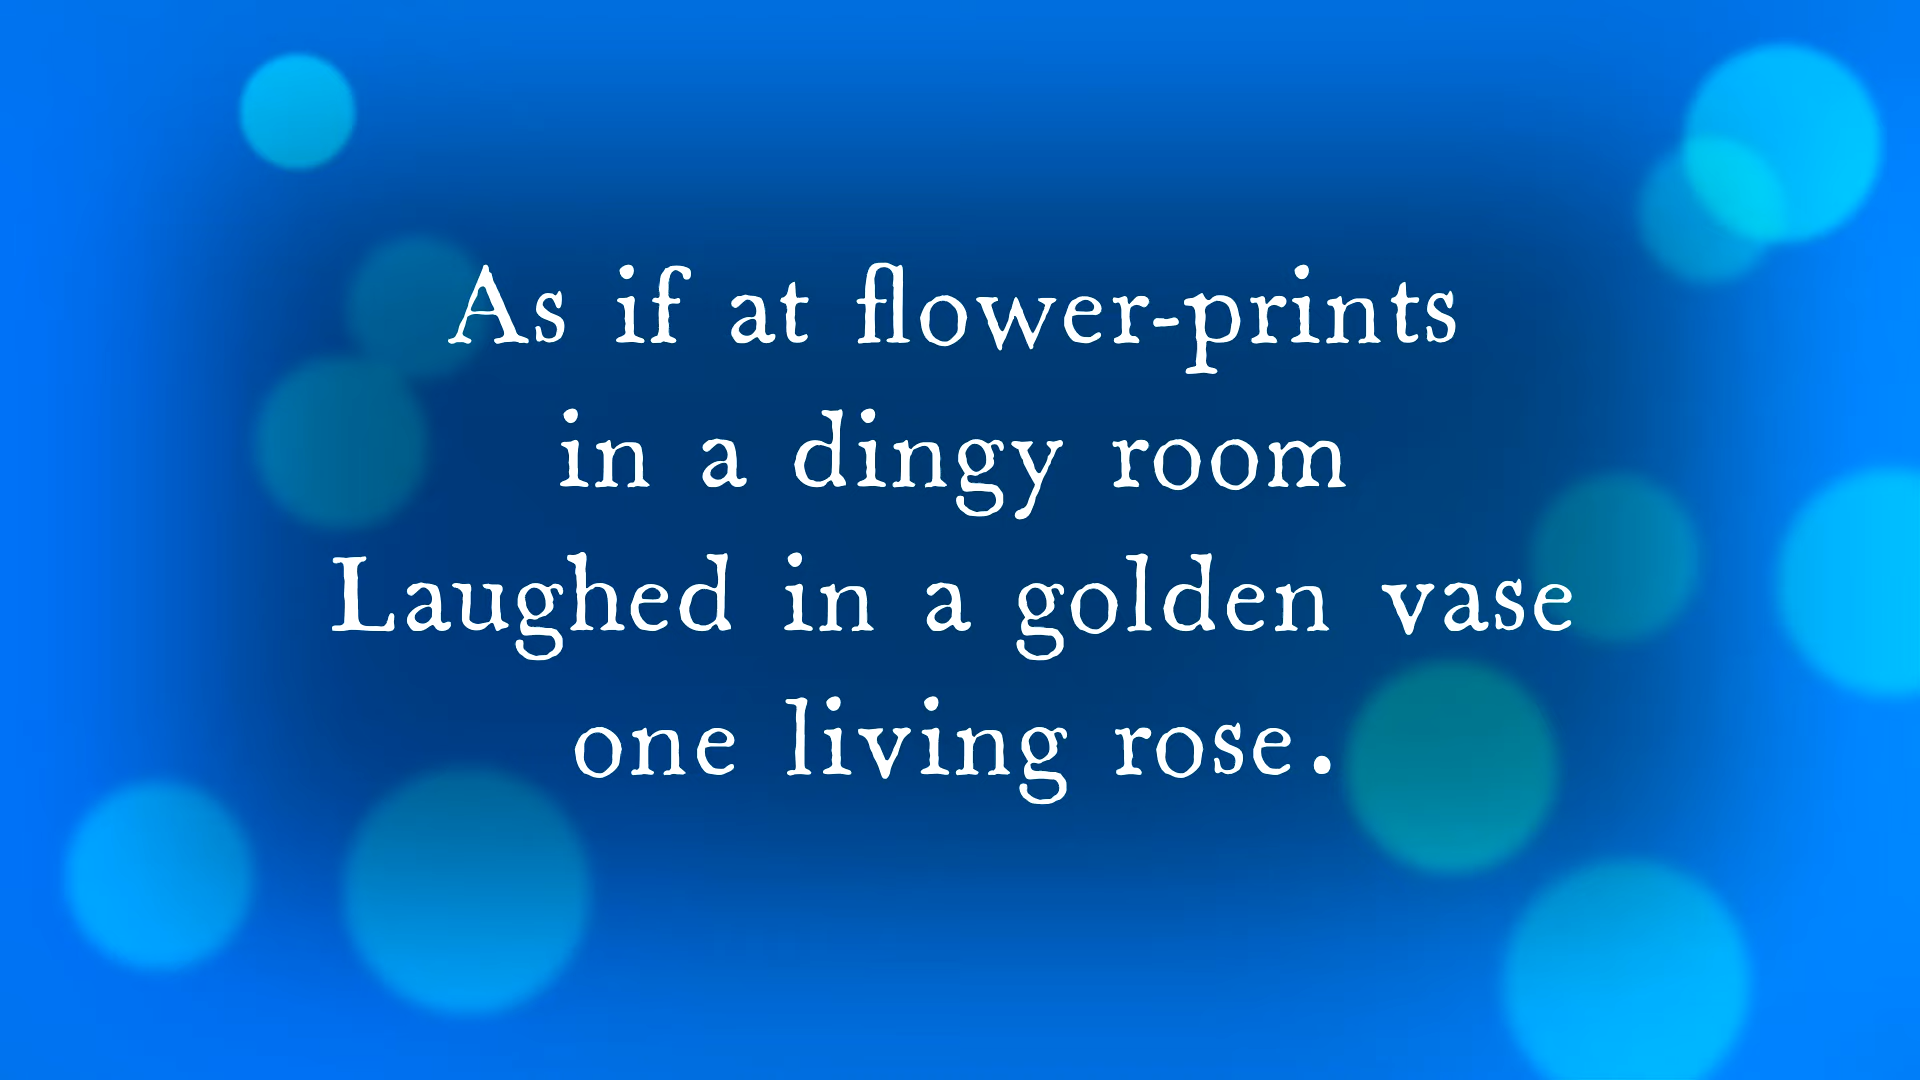 As if at flower-prints
in a dingy room
Laughed in a golden vase
one living rose.